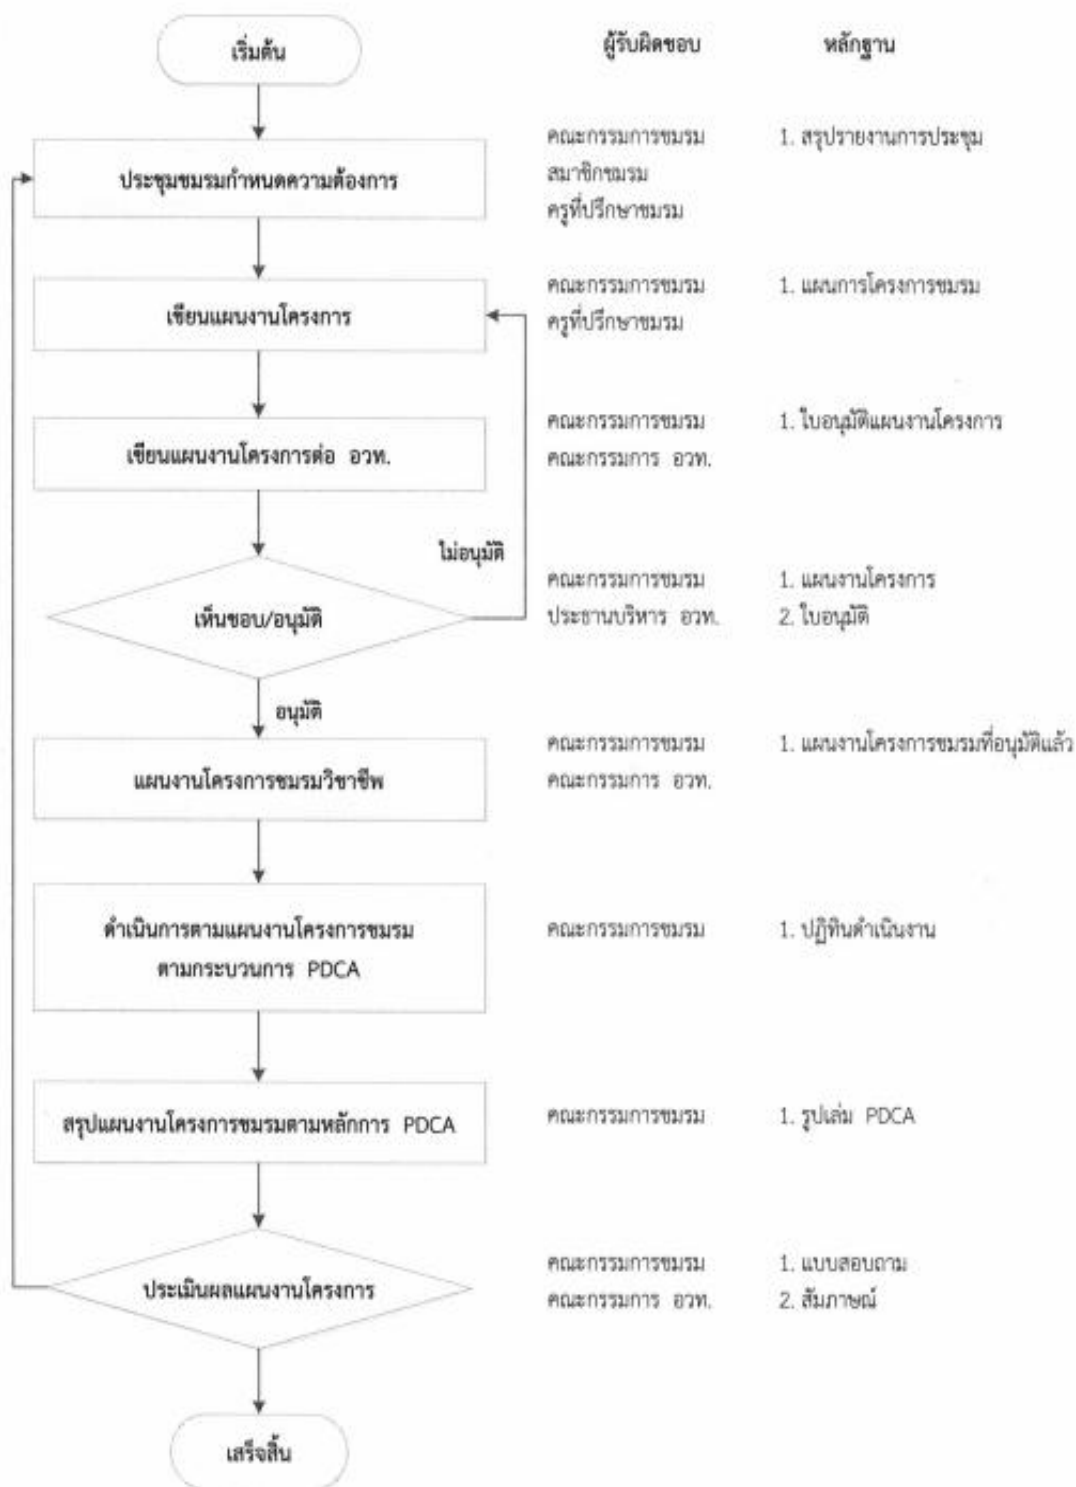 เริ่มต้น
ผู้รับผิดชอบ หลักฐาน
ประชุมชมรมกำหนดความต้องการ
คณะกรรมการชมรม 1. สรุปรายงานการประชุม
สมาชิกชมรม
ครูที่ปรึกษาชมรม
เขียนแผนงานโครงการ
คณะกรรมการชมรม 1. แผนการโครงการชมรม
ครูที่ปรึกษาชมรม
เขียนแผนงานโครงการต่อ อวท.
คณะกรรมการชมรม 1. ใบอนุมัติแผนงานโครงการ
คณะกรรมการ อวท.
ไม่อนุมัติ
เห็นชอบ/อนุมัติ
คณะกรรมการชมรม 1. แผนงานโครงการ
ประธานบริหาร อวท. 2. ใบอนุมัติ
อนุมัติ
แผนงานโครงการชมรมวิชาชีพ
คณะกรรมการชมรม 1. แผนงานโครงการชมรมที่อนุมัติแล้ว
คณะกรรมการ อวท.
ดำเนินการตามแผนงานโครงการชมรม
ตามกระบวนการ PDCA
คณะกรรมการชมรม 1. ปฏิทินดำเนินงาน
สรุปแผนงานโครงการชมรมตามหลักการ PDCA
คณะกรรมการชมรม 1. รูปเล่ม PDCA
ประเมินผลแผนงานโครงการ
คณะกรรมการชมรม 1. แบบสอบถาม
คณะกรรมการ อวท. 2. สัมภาษณ์
เสร็จสิ้น